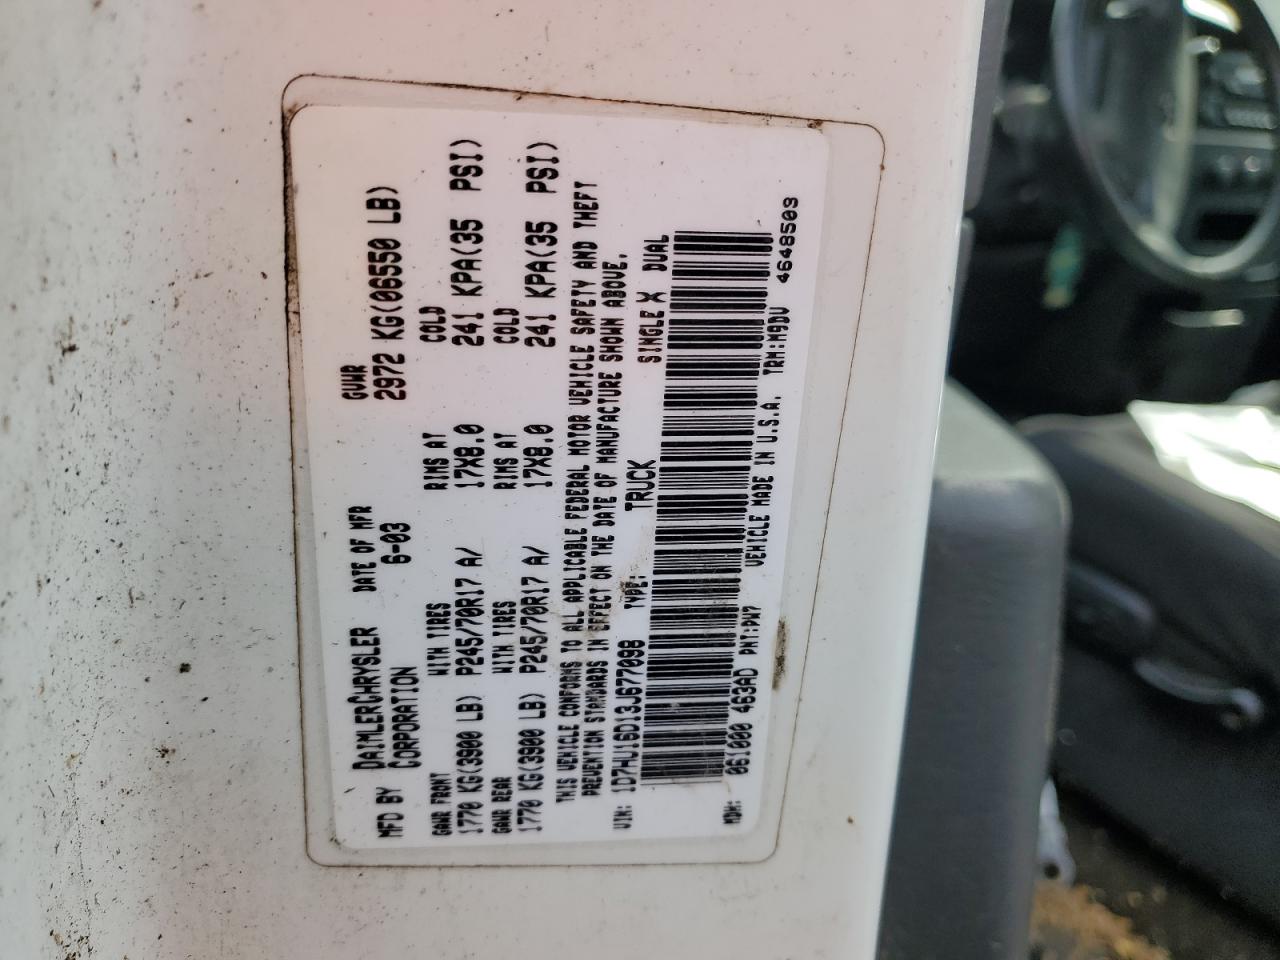 MFD BY DAIMLERCHRYSLER CORPORATION DATE OF MFR 6-03 GVWR 2972 KG(06550 LB)
GAWR FRONT WITH TIRES RIMS AT COLD
1770 KG(3900 LB) P245/70R17 A/ 17X8.0 241 KPA(35 PSI)
GAWR REAR WITH TIRES RIMS AT COLD
1770 KG(3900 LB) P245/70R17 A/ 17X8.0 241 KPA(35 PSI)
THIS VEHICLE CONFORMS TO ALL APPLICABLE FEDERAL MOTOR VEHICLE SAFETY AND THEFT
PREVENTION STANDARDS IN EFFECT ON THE DATE OF MANUFACTURE SHOWN ABOVE.
VIN: 1D7HU16D13J677098 TYPE: TRUCK SINGLE X DUAL
MDH: 061000 463AD PNT:PW7 VEHICLE MADE IN U.S.A. TRM:M9DV 4648503